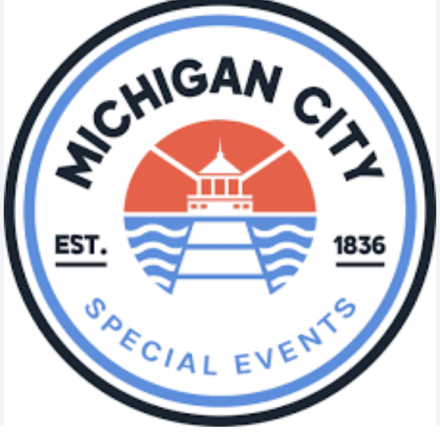 MICHIGAN CITY
EST.
1836
SPECIAL EVENTS